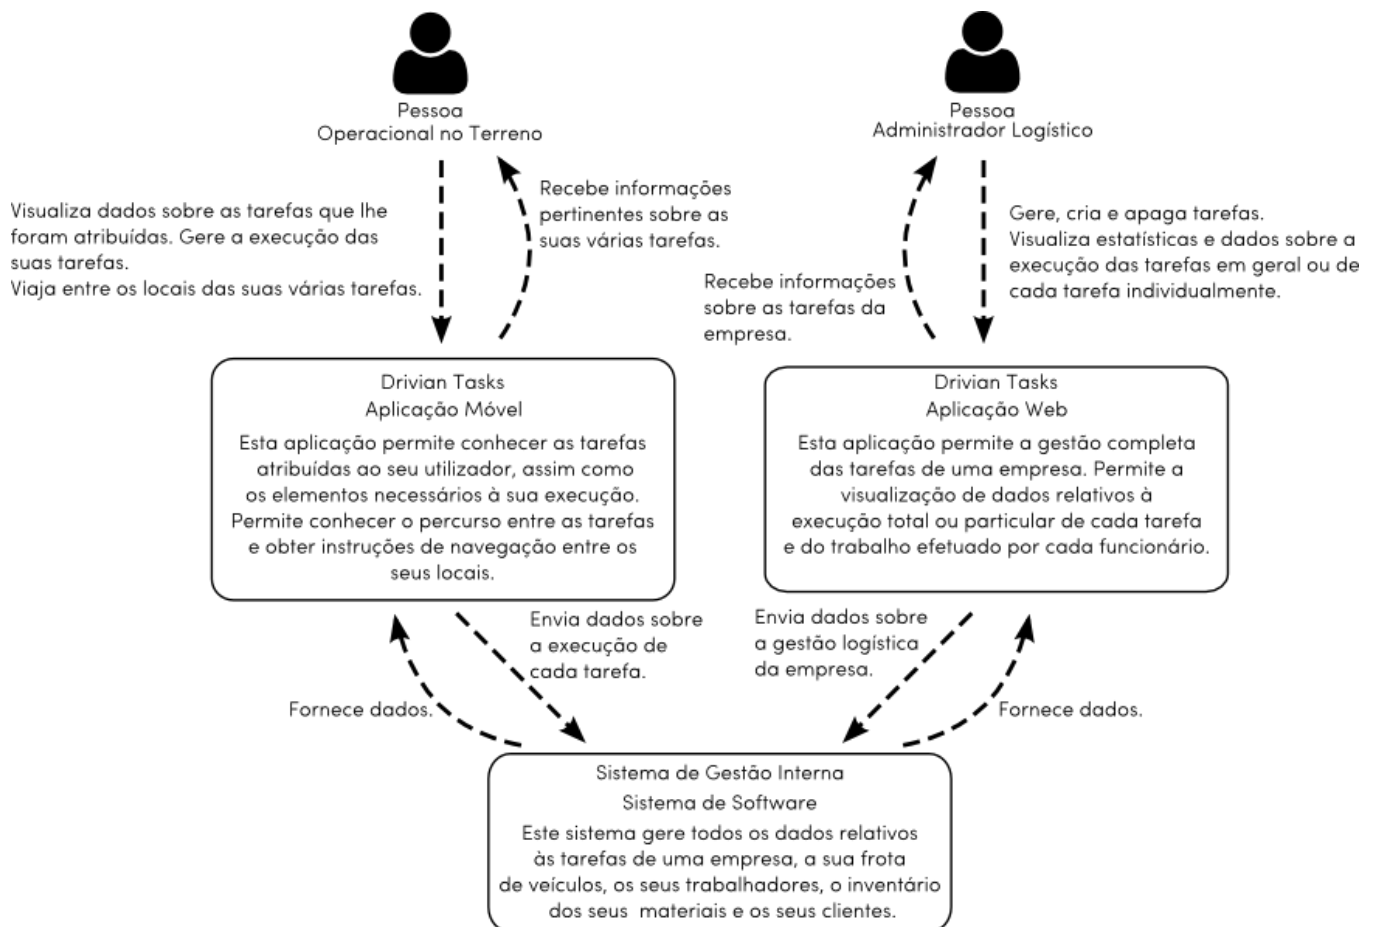 Pessoa
Operacional no Terreno
Pessoa
Administrador Logístico
Visualiza dados sobre as tarefas que lhe
foram atribuídas. Gere a execução das
suas tarefas.
Viaja entre os locais das suas várias tarefas.
Recebe informações
pertinentes sobre as
suas várias tarefas.
Recebe informações
sobre as tarefas da
empresa.
Gere, cria e apaga tarefas.
Visualiza estatísticas e dados sobre a
execução das tarefas em geral ou de
cada tarefa individualmente.
Drivian Tasks
Aplicação Móvel
Esta aplicação permite conhecer as tarefas
atribuídas ao seu utilizador, assim como
os elementos necessários à sua execução.
Permite conhecer o percurso entre as tarefas
e obter instruções de navegação entre os
seus locais.
Drivian Tasks
Aplicação Web
Esta aplicação permite a gestão completa
das tarefas de uma empresa. Permite a
visualização de dados relativos à
execução total ou particular de cada tarefa
e do trabalho efetuado por cada funcionário.
Fornece dados.
Envia dados sobre
a execução de
cada tarefa.
Envia dados sobre
a gestão logística
da empresa.
Fornece dados.
Sistema de Gestão Interna
Sistema de Software
Este sistema gere todos os dados relativos
às tarefas de uma empresa, a sua frota
de veículos, os seus trabalhadores, o inventário
dos seus materiais e os seus clientes.